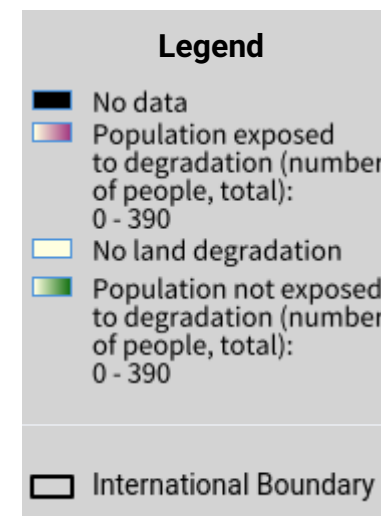 Legend
No data
Population exposed
to degradation (number
of people, total):
0 - 390
No land degradation
Population not exposed
to degradation (number
of people, total):
0 - 390
International Boundary